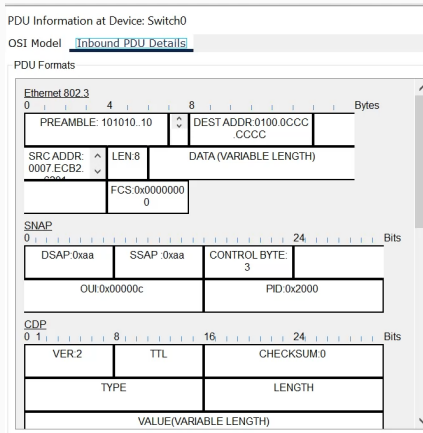 PDU Information at Device: Switch0
OSI Model Inbound PDU Details
PDU Formats
Ethernet 802.3
0 4 8 Bytes
PREAMBLE: 101010..10 DEST ADDR:0100.0CCC
.CCCC
SRC ADDR: LEN:8 DATA (VARIABLE LENGTH)
0007.ECB2.
FCS:0x0000000
0
SNAP
0 24 Bits
DSAP:0xaa SSAP :0xaa CONTROL BYTE:
3
OUI:0x00000c PID:0x2000
CDP
0 1 8 16 24 Bits
VER:2 TTL CHECKSUM:0
TYPE LENGTH
VALUE(VARIABLE LENGTH)